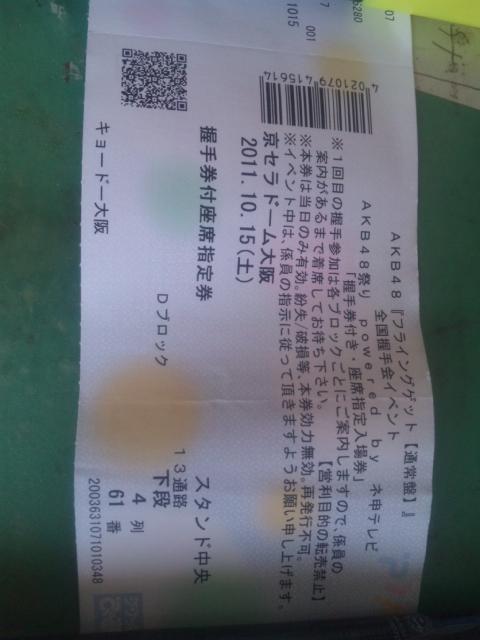 AKB48『フライングゲット【通常盤】』
全国握手会イベント
AKB48祭り powered by ネ申テレビ
「握手券付き・座席指定入場券」
※1回目の握手参加は各ブロックごとにご案内しますので、係員の
案内があるまで着席してお待ち下さい。【営利目的の転売禁止】
※本券は当日のみ有効。紛失/破損等、本券効力無効。再発行不可。
※イベント中は、係員の指示に従って頂きますようお願い申し上げます。
京セラドーム大阪
2011.10.15(土)
握手券付座席指定券
スタンド中央
Dブロック
13通路
下段
4列
61番
キョードー大阪
2003631071010348
4021079415614
07
001
1015
6280
7